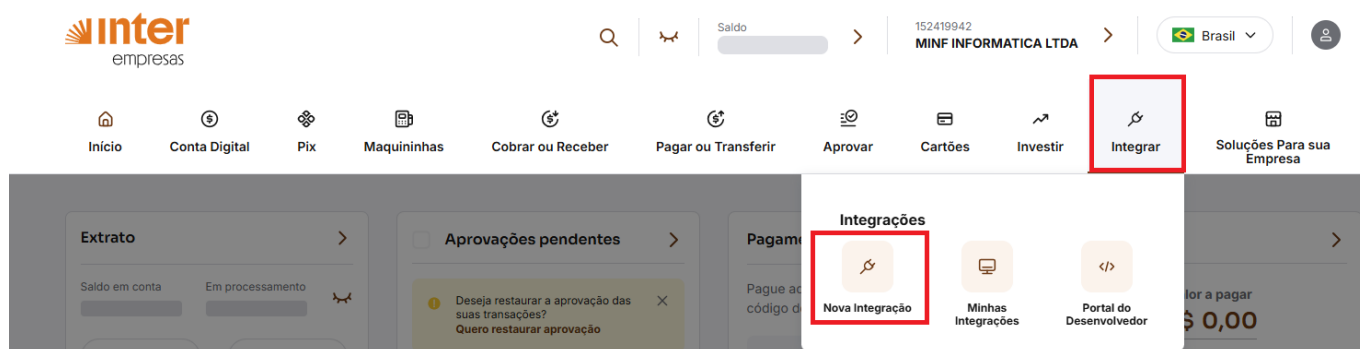 inter
empresas
Saldo
152419942
MINF INFORMATICA LTDA
Brasil
Início
Conta Digital
Pix
Maquininhas
Cobrar ou Receber
Pagar ou Transferir
Aprovar
Cartões
Investir
Integrar
Soluções Para sua
Empresa
Extrato
Saldo em conta
Em processamento
Aprovações pendentes
Deseja restaurar a aprovação das
suas transações?
Quero restaurar aprovação
Pagame
Pague
código d
Integrações
Nova Integração
Minhas
Integrações
Portal do
Desenvolvedor
lor a pagar
$ 0,00